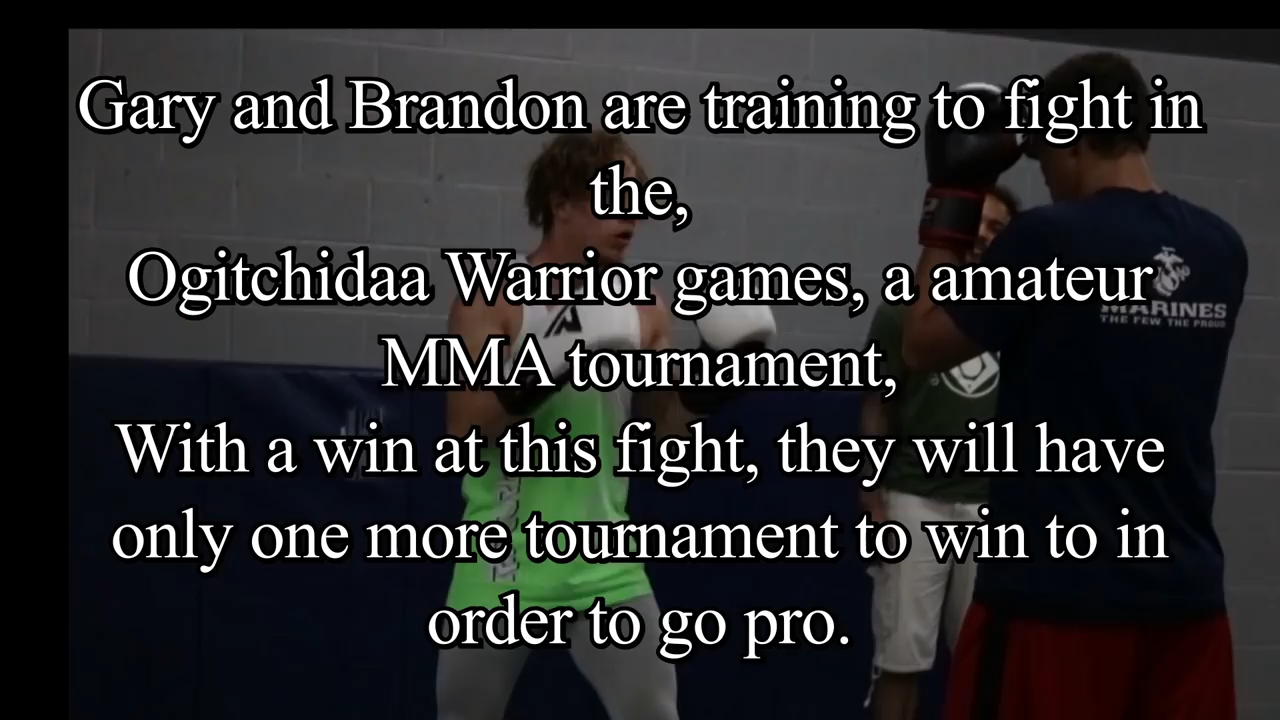 Gary and Brandon are training to fight in
the,
Ogitchidaa Warrior games, a amateur
MMA tournament,
With a win at this fight, they will have
only one more tournament to win to in
order to go pro.
MARINES
THE FEW THE PROUD